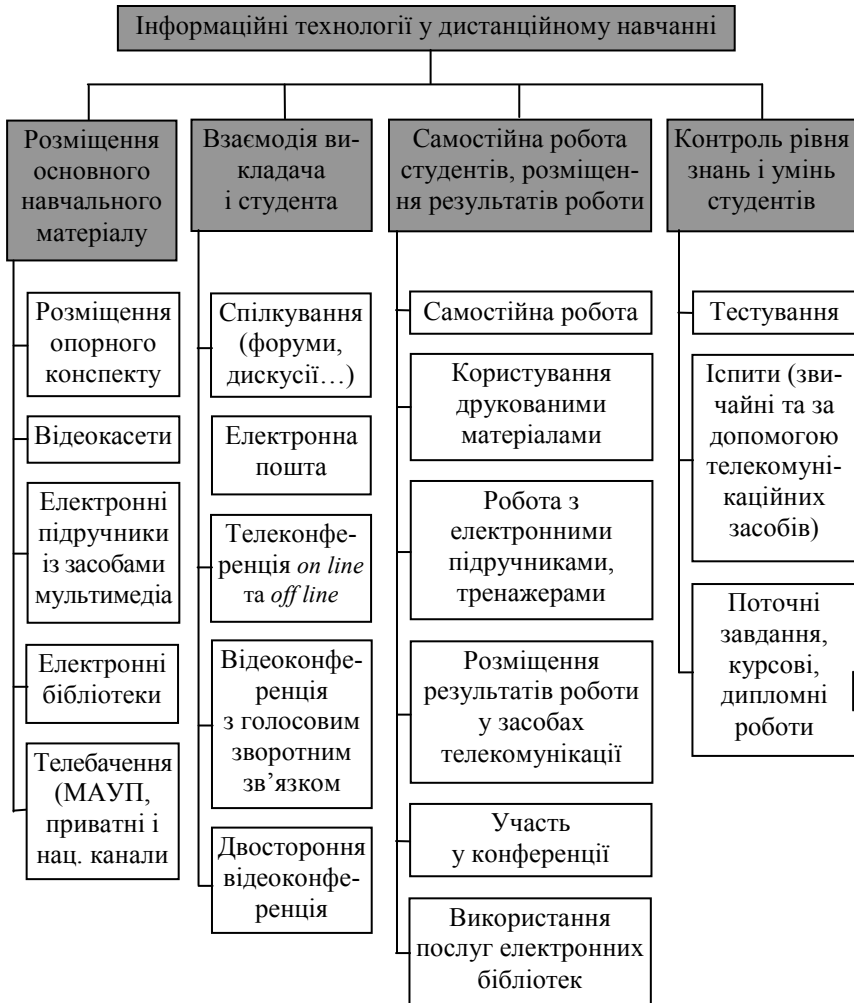 Інформаційні технології у дистанційному навчанні
Розміщення
основного
навчального
матеріалу
Розміщення
опорного
конспекту
Відеокасети
Електронні
підручники
із засобами
мультимедіа
Електронні
бібліотеки
Телебачення
(МАУП,
приватні і
нац. канали
Взаємодія ви-
кладача
і студента
Спілкування
(форуми,
дискусії…)
Електронна
пошта
Телеконфе-
ренція on line
та off line
Відеоконфе-
ренція
з голосовим
зворотним
зв’язком
Двостороння
відеоконфе-
ренція
Самостійна робота
студентів, розміщен-
ня результатів роботи
Самостійна робота
Користування
друкованими
матеріалами
Робота з
електронними
підручниками,
тренажерами
Розміщення
результатів роботи
у засобах
телекомунікації
Участь
у конференції
Використання
послуг електронних
бібліотек
Контроль рівня
знань і умінь
студентів
Тестування
Іспити (зви-
чайні та за
допомогою
телекомуні-
каційних
засобів)
Поточні
завдання,
курсові,
дипломні
роботи